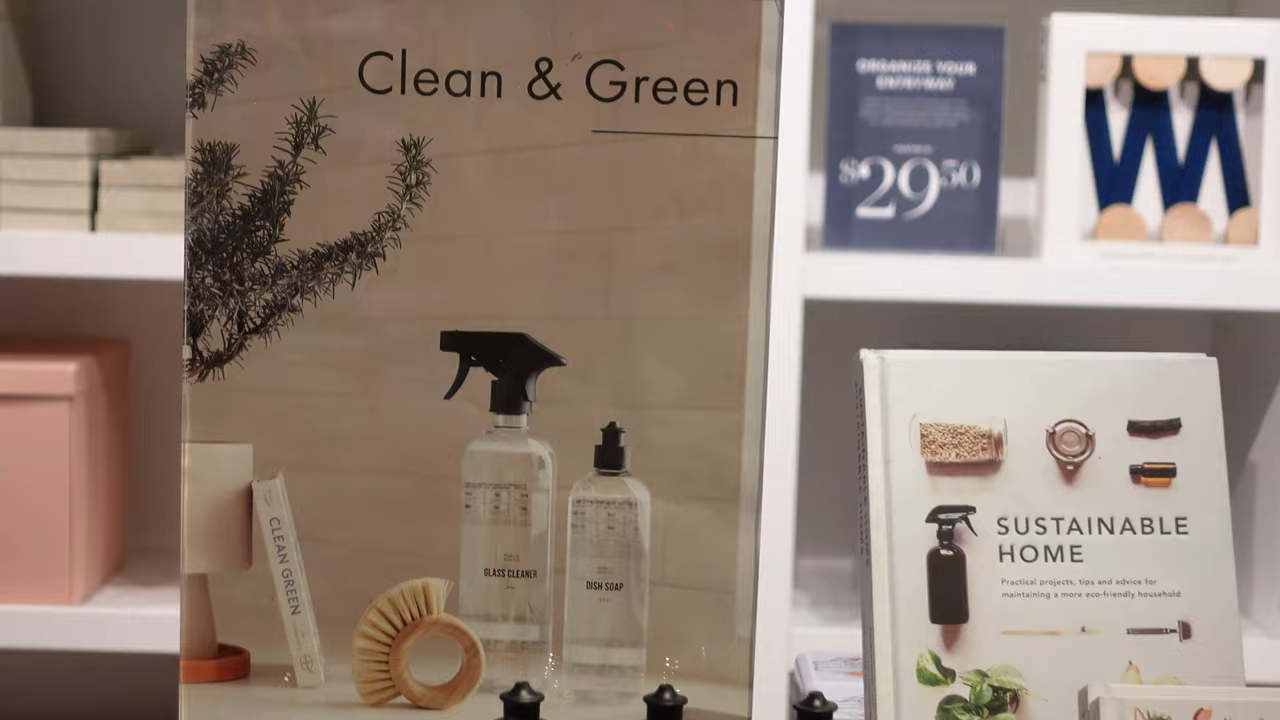 Clean & Green
ORGANIZE YOUR
ENTRYWAY
$29.50
CLEAN GREEN
GLASS CLEANER
DISH SOAP
SUSTAINABLE
HOME
Practical projects, tips and advice for
maintaining a more eco-friendly household